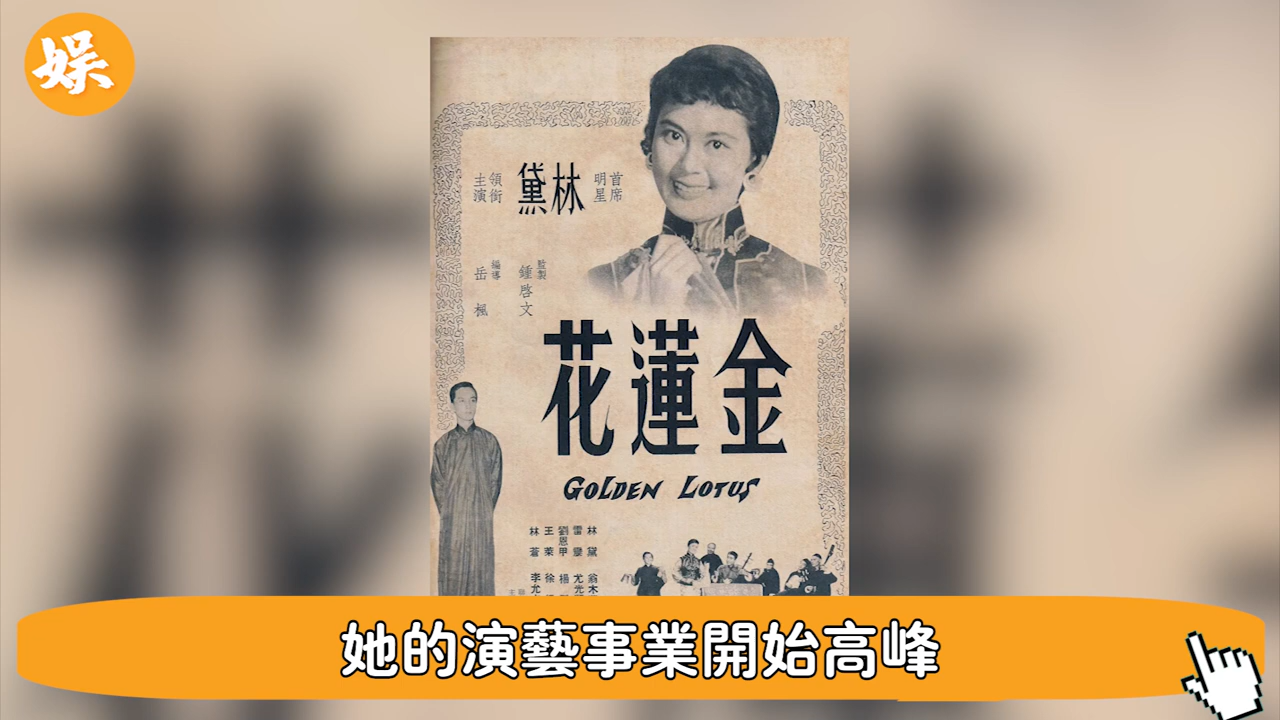 娱
首席
明星
林黛
領銜
主演
監製
鍾啓文
編導
岳楓
金蓮花
GOLDEN LOTUS
林黛
雷震
劉恩甲
王萊
林蒼
她的演藝事業開始高峰